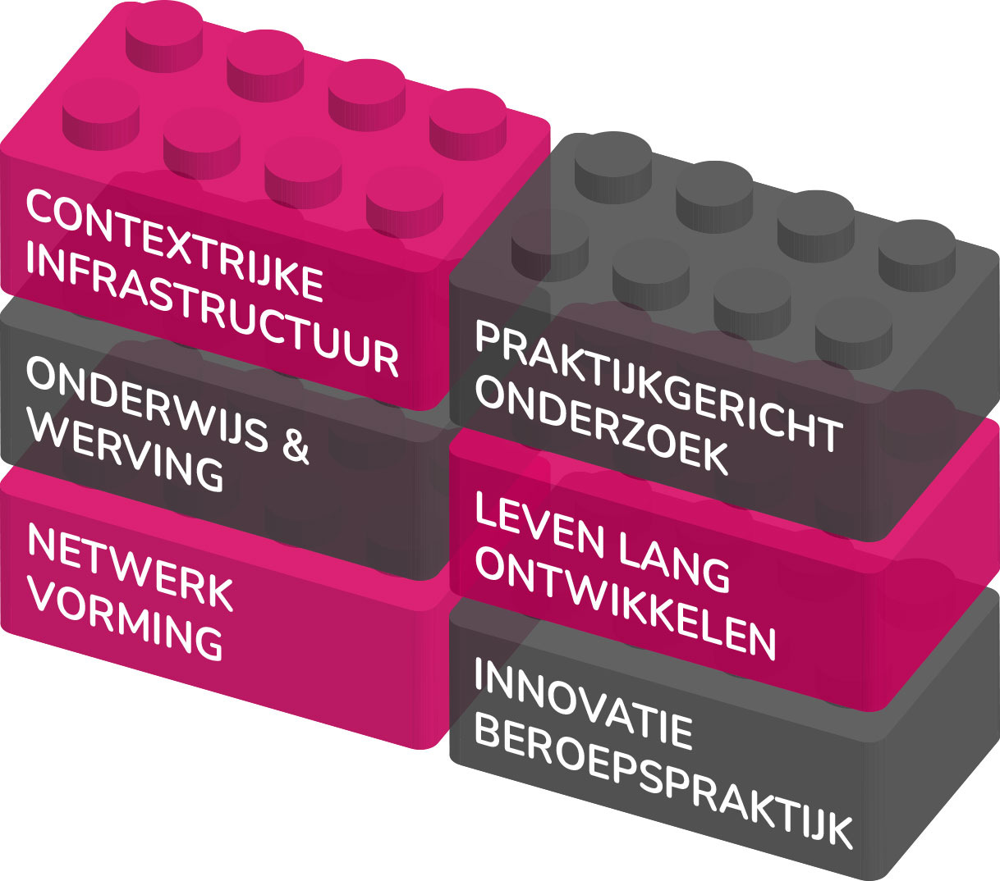 CONTEXTRIJKE
INFRASTRUCTUUR
ONDERWIJS &
WERVING
NETWERK
VORMING
PRAKTIJKGERICHT
ONDERZOEK
LEVEN LANG
ONTWIKKELEN
INNOVATIE
BEROEPSPRAKTIJK